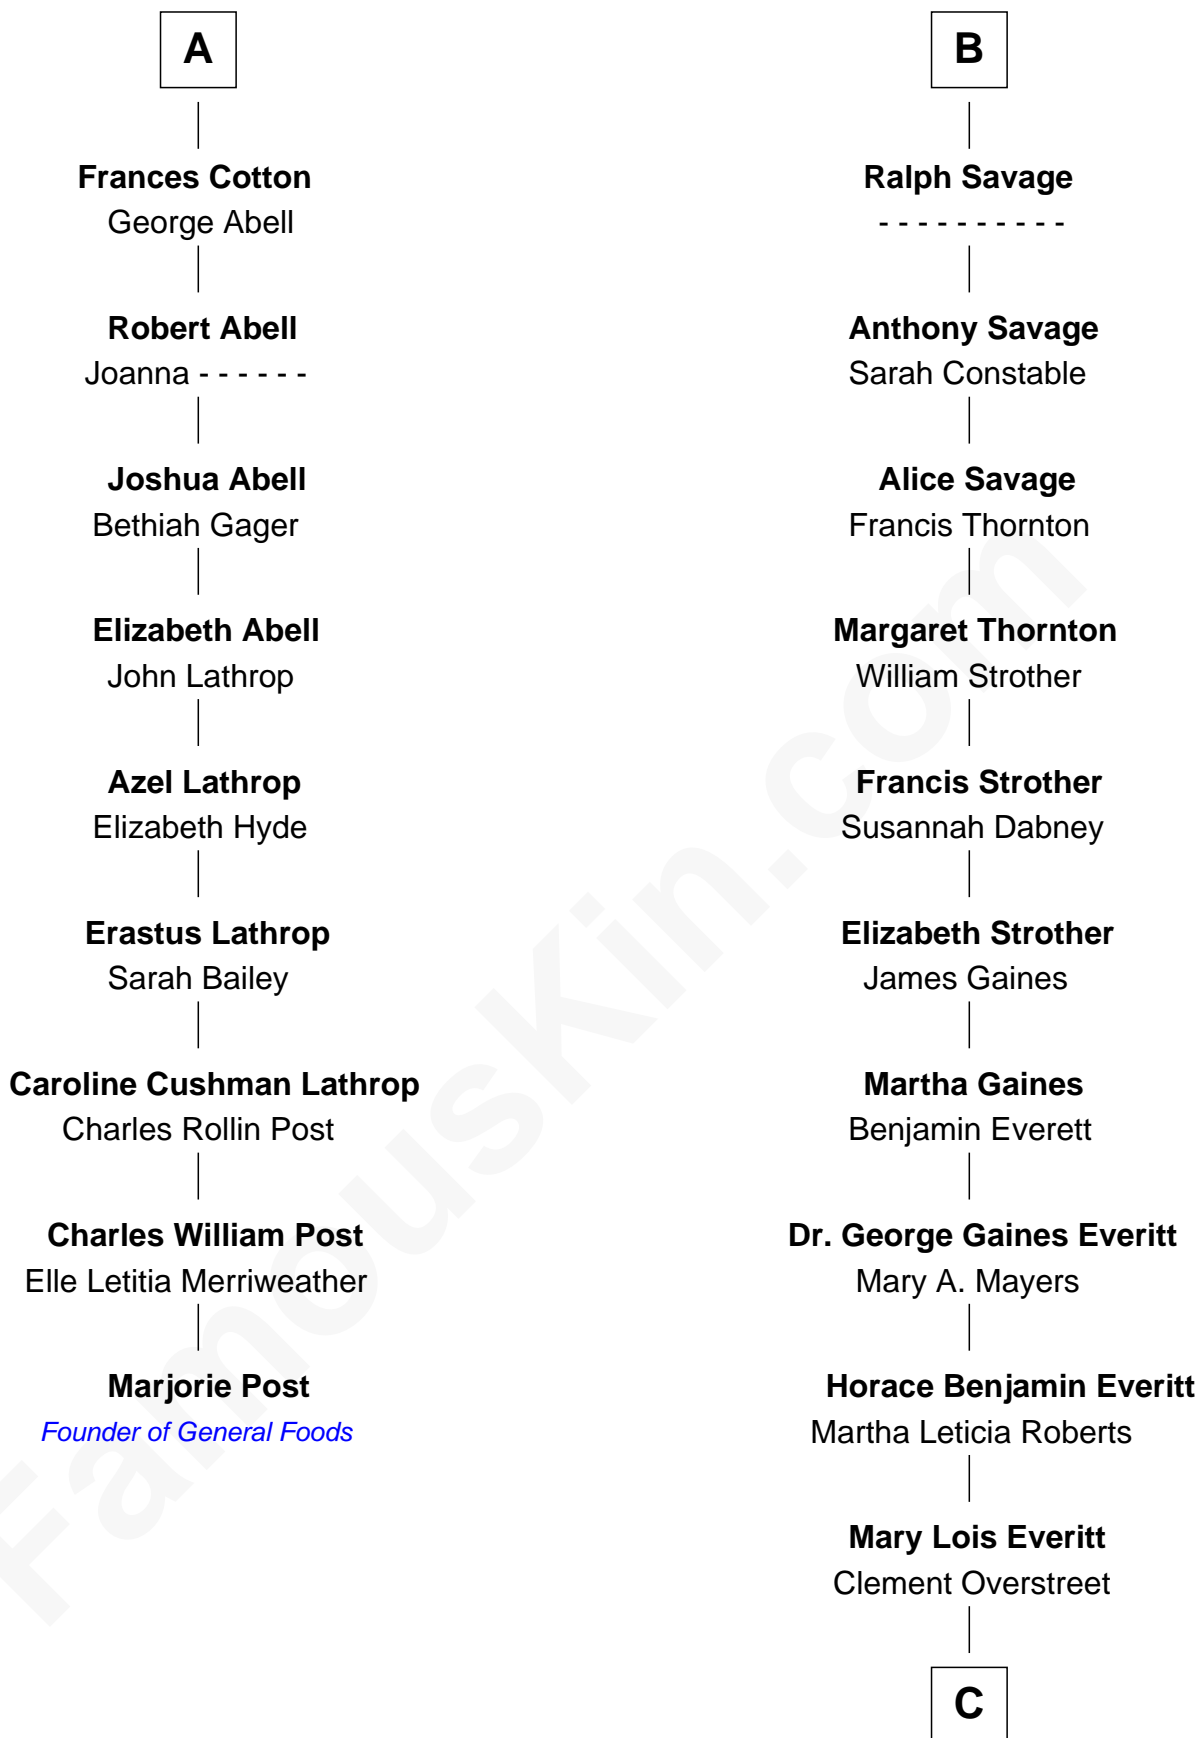 A
Frances Cotton
George Abell
Robert Abell
Joanna - - - - - -
Joshua Abell
Bethiah Gager
Elizabeth Abell
John Lathrop
Azel Lathrop
Elizabeth Hyde
Erastus Lathrop
Sarah Bailey
Caroline Cushman Lathrop
Charles Rollin Post
Charles William Post
Elle Letitia Merriweather
Marjorie Post
Founder of General Foods
B
Ralph Savage
- - - - - - - - - -
Anthony Savage
Sarah Constable
Alice Savage
Francis Thornton
Margaret Thornton
William Strother
Francis Strother
Susannah Dabney
Elizabeth Strother
James Gaines
Martha Gaines
Benjamin Everett
Dr. George Gaines Everitt
Mary A. Mayers
Horace Benjamin Everitt
Martha Leticia Roberts
Mary Lois Everitt
Clement Overstreet
C
FamousKin.com